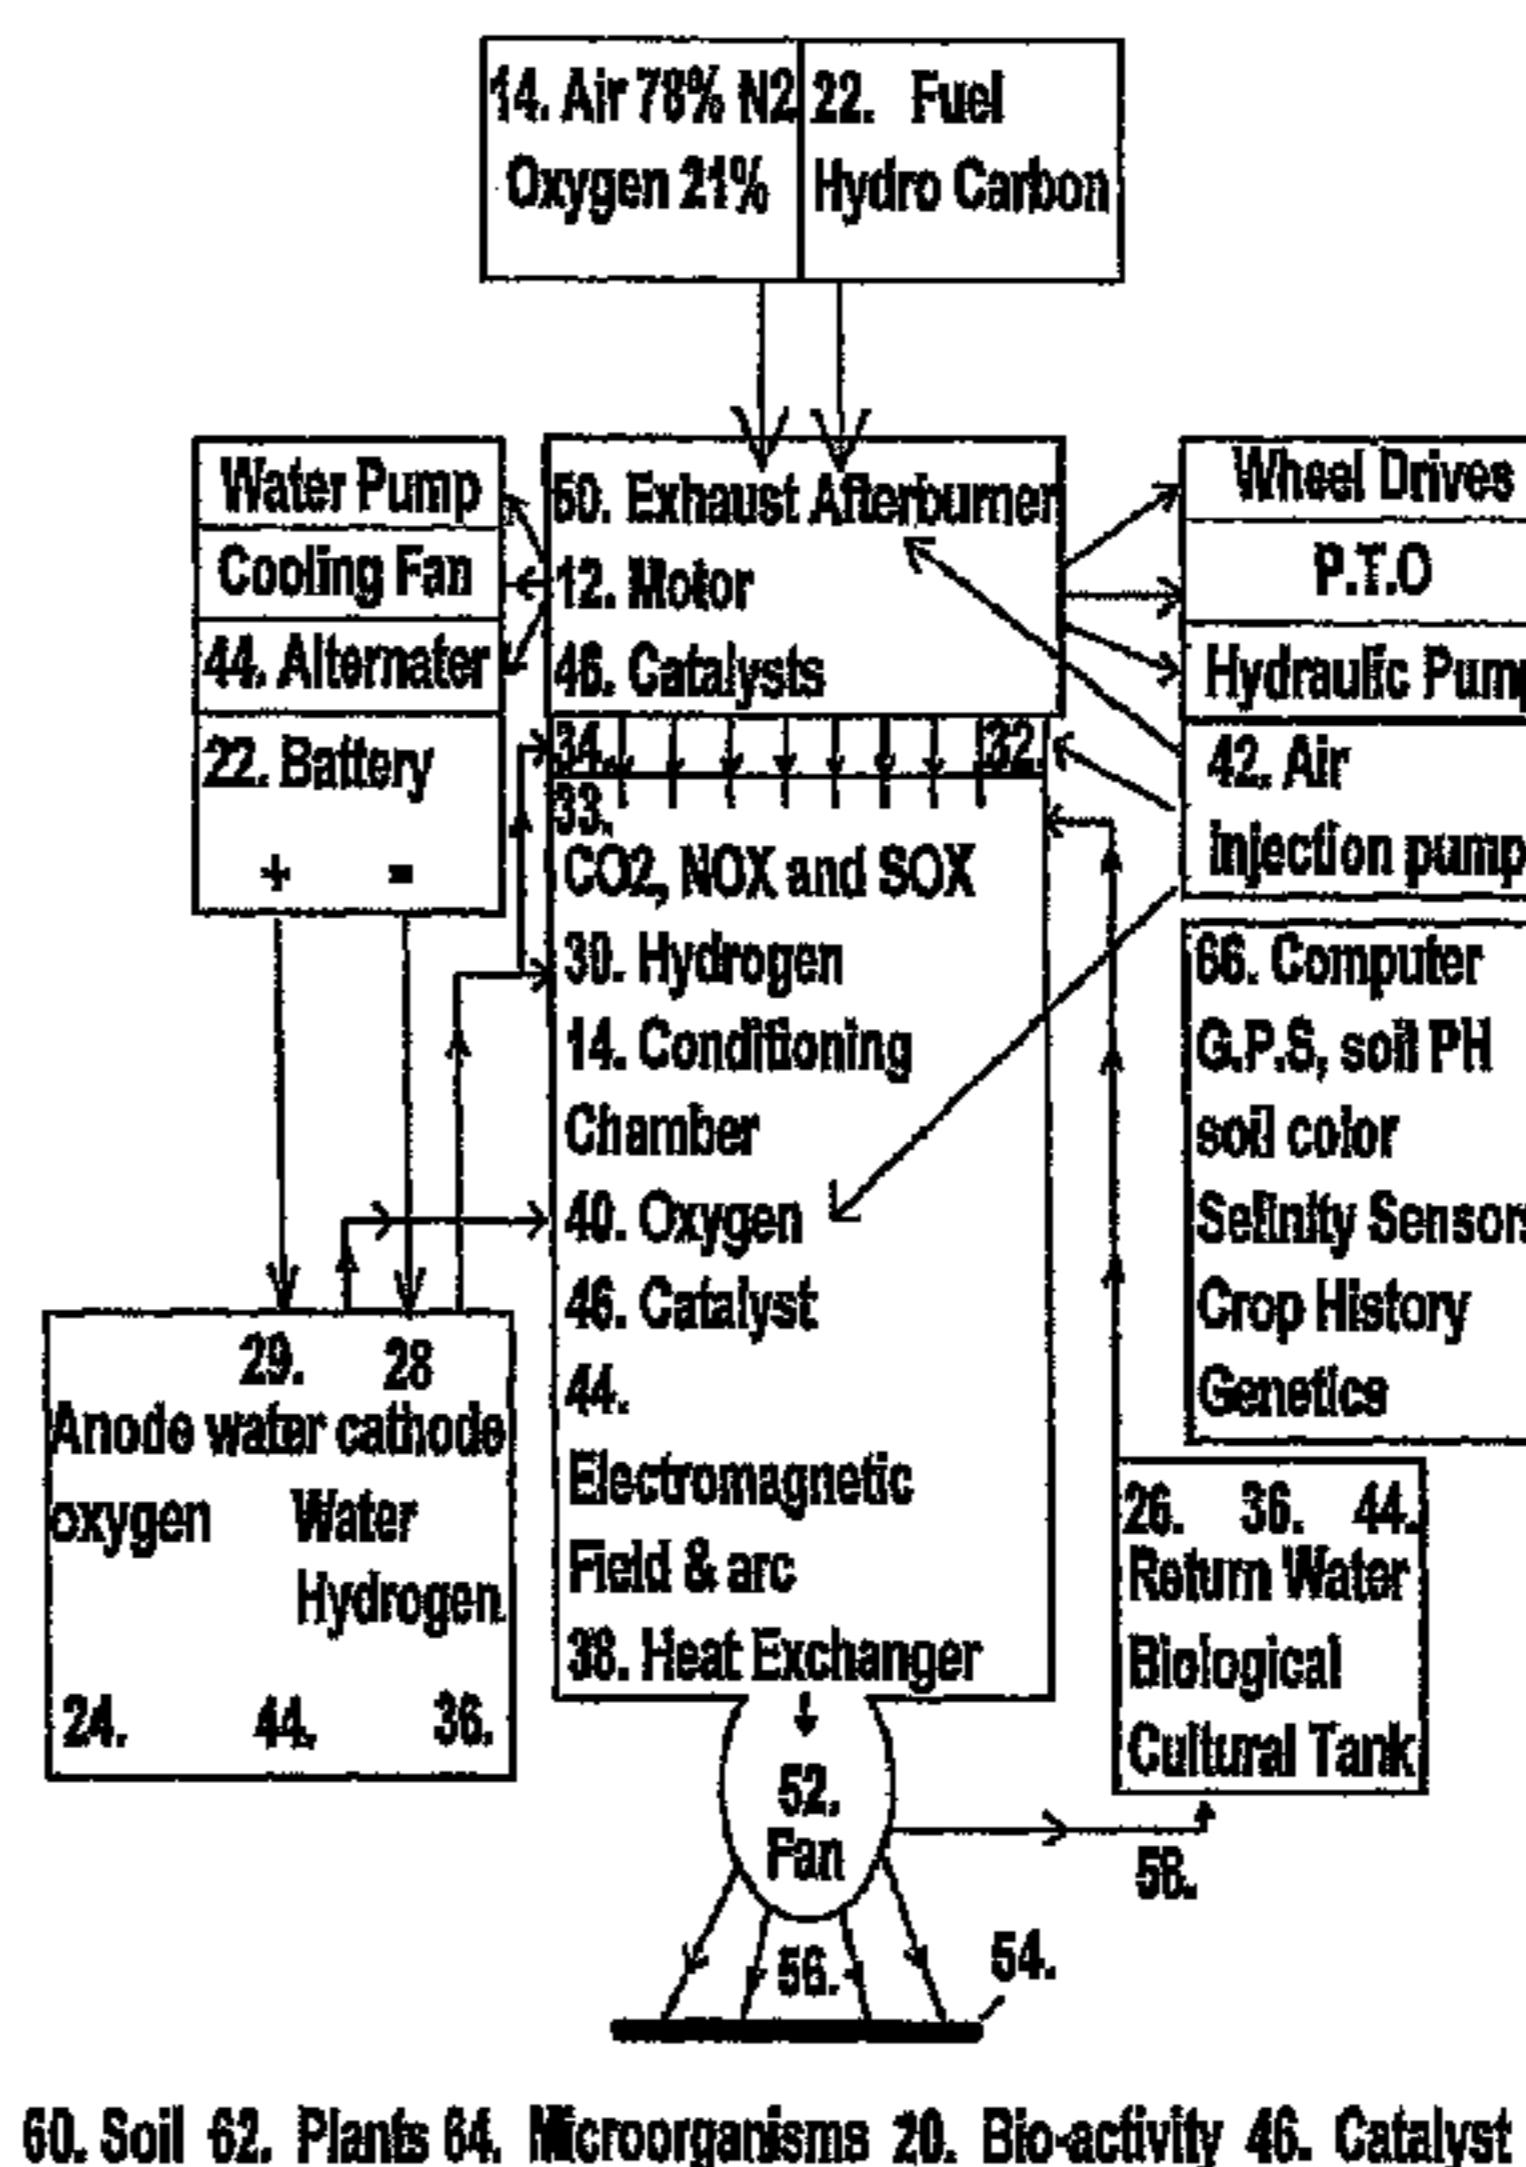 14. Air 78% N2
Oxygen 21%
22. Fuel
Hydro Carbon
Water Pump
Cooling Fan
44. Alternater
22. Battery
+ =
50. Exhaust Afterburner
12. Motor
46. Catalysts
34. 32.
33.
CO2, NOX and SOX
30. Hydrogen
14. Conditioning
Chamber
40. Oxygen
46. Catalyst
44.
Electromagnetic
Field & arc
38. Heat Exchanger
Wheel Drives
P.T.O
Hydraulic Pump
42. Air
injection pump
66. Computer
G.P.S, soil PH
soil color
Selinity Sensors
Crop History
Genetics
29. 28
Anode water cathode
oxygen Water
Hydrogen
24. 44. 36.
26. 36. 44.
Return Water
Biological
Cultural Tank
52.
Fan
58.
56.
54.
60. Soil 62. Plants 64. Microorganisms 20. Bio-activity 46. Catalyst